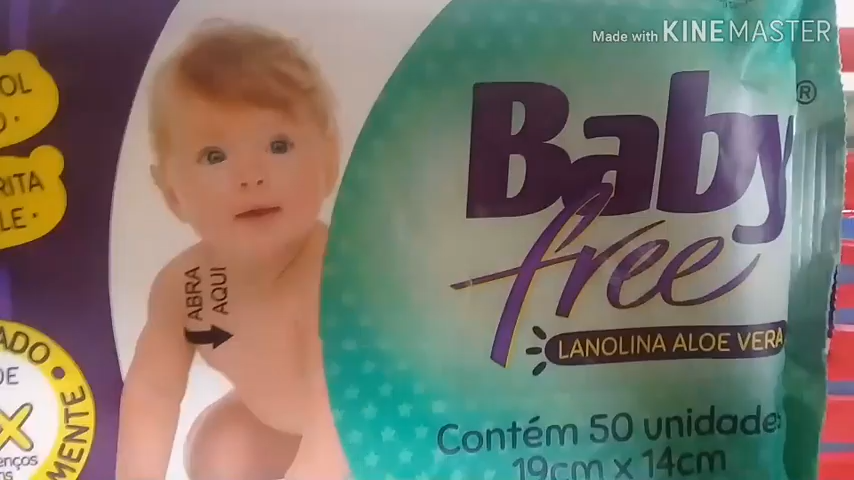 Made with KINEMASTER
Baby®
free
LANOLINA ALOE VERA
Contém 50 unidades
19cm x 14cm
ABRA
AQUI